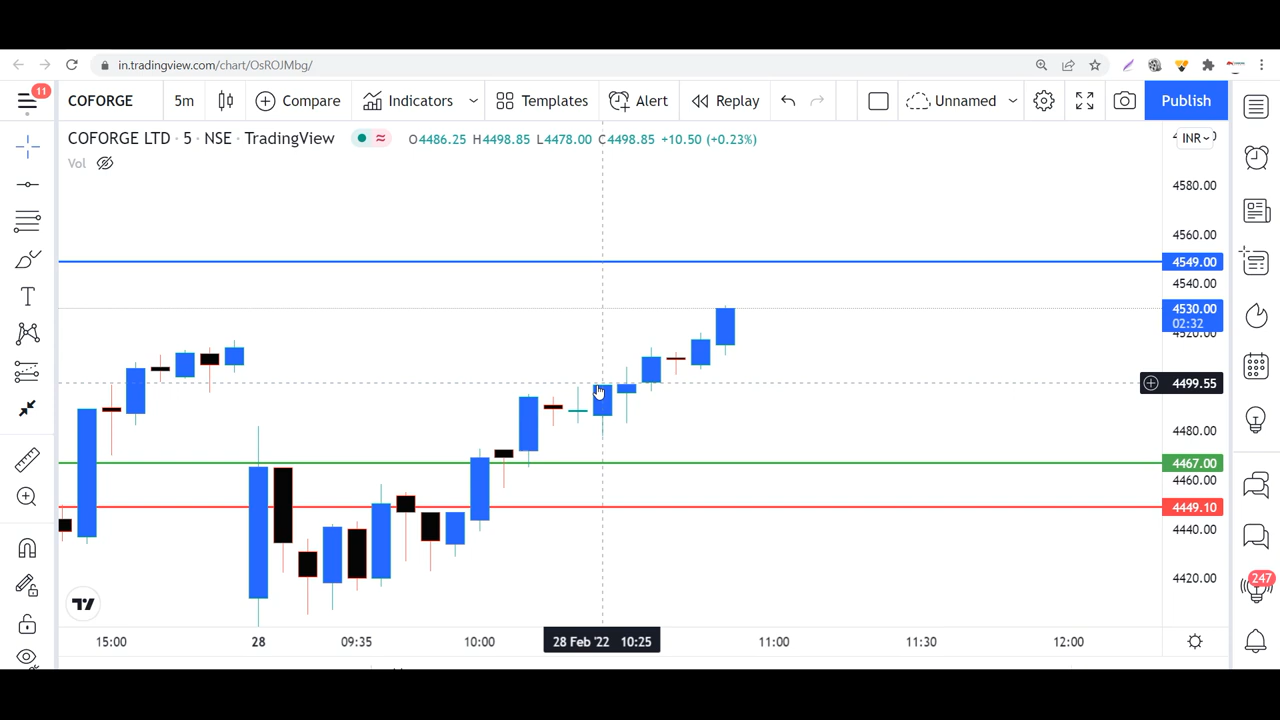 in.tradingview.com/chart/OsROJMbg/
11
COFORGE 5m Compare Indicators Templates Alert Replay Unnamed Publish
COFORGE LTD · 5 · NSE · TradingView O4486.25 H4498.85 L4478.00 C4498.85 +10.50 (+0.23%)
INR
Vol
4580.00
4560.00
4549.00
4540.00
4530.00
02:32
4520.00
4499.55
4480.00
4467.00
4460.00
4449.10
4440.00
4420.00
247
15:00 28 09:35 10:00 28 Feb '22 10:25 11:00 11:30 12:00